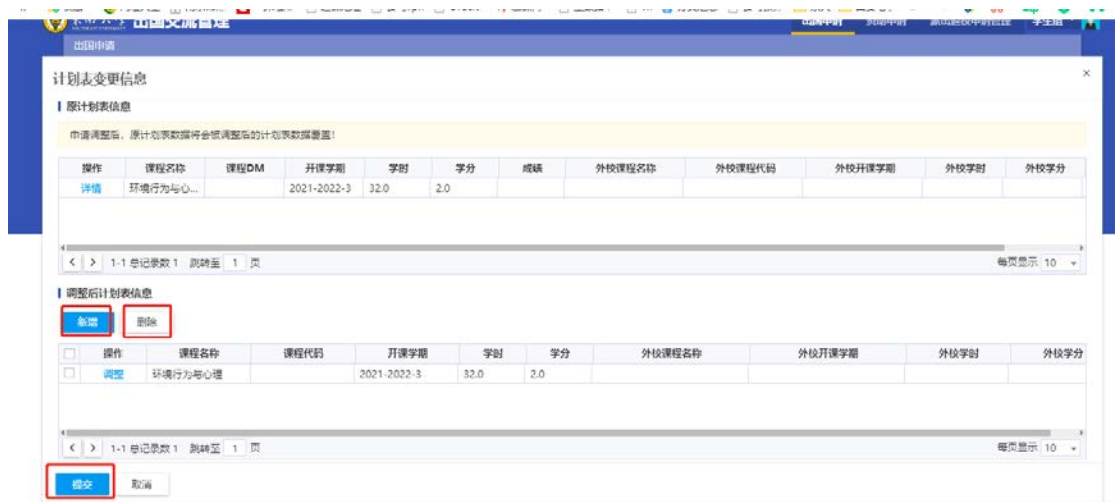 出国交流管理
出国申请 学生组
出国申请
计划表变更信息 ×
原计划表信息
申请调整后，原计划表数据将会被调整后的计划表数据覆盖！
操作 课程名称 课程DM 开课学期 学时 学分 成绩 外校课程名称 外校课程代码 外校开课学期 外校学时 外校学分
详情 环境行为与心... 2021-2022-3 32.0 2.0
< > 1-1 总记录数 1 跳转至 1 页 每页显示 10
调整后计划表信息
新增 删除
操作 课程名称 课程代码 开课学期 学时 学分 外校课程名称 外校开课学期 外校学时 外校学分
调整 环境行为与心理 2021-2022-3 32.0 2.0
< > 1-1 总记录数 1 跳转至 1 页 每页显示 10
提交 取消